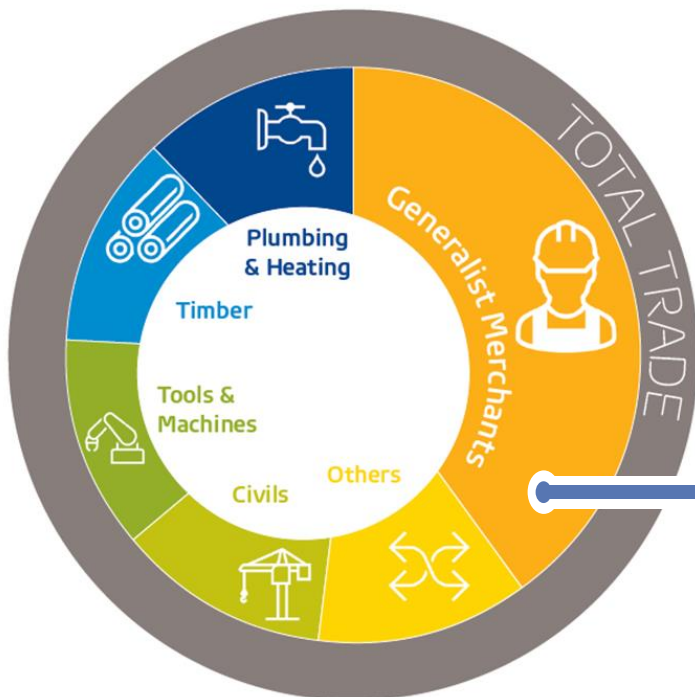 TOTAL TRADE
Generalist Merchants
Plumbing
& Heating
Timber
Tools &
Machines
Others
Civils